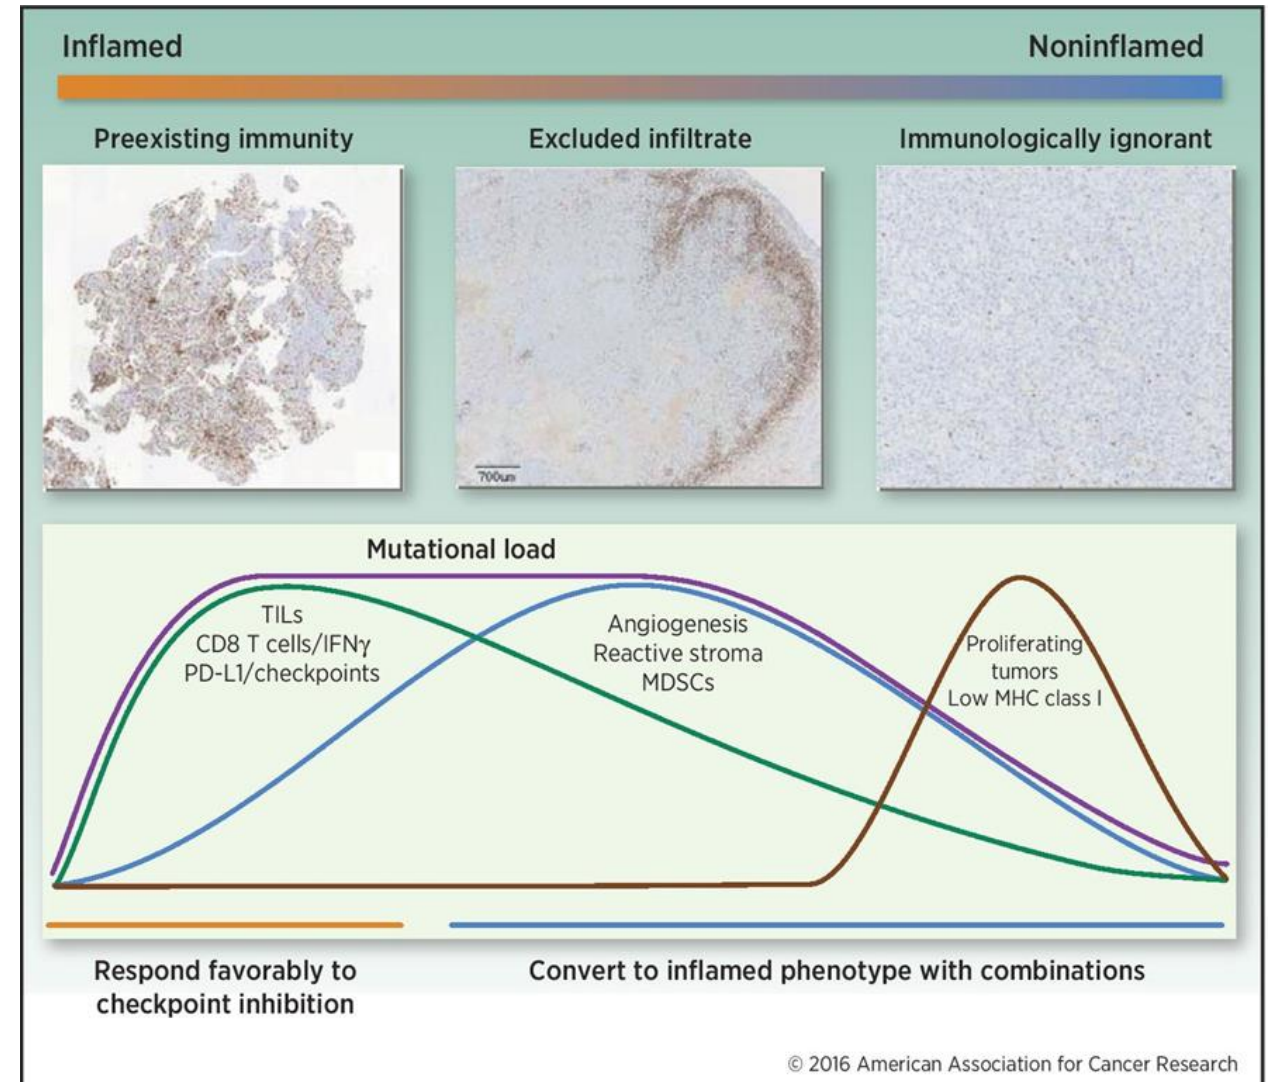 Inflamed
Noninflamed
Preexisting immunity
Excluded infiltrate
Immunologically ignorant
700um
Mutational load
TILs
CD8 T cells/IFNγ
PD-L1/checkpoints
Angiogenesis
Reactive stroma
MDSCs
Proliferating
tumors
Low MHC class I
Respond favorably to
checkpoint inhibition
Convert to inflamed phenotype with combinations
© 2016 American Association for Cancer Research